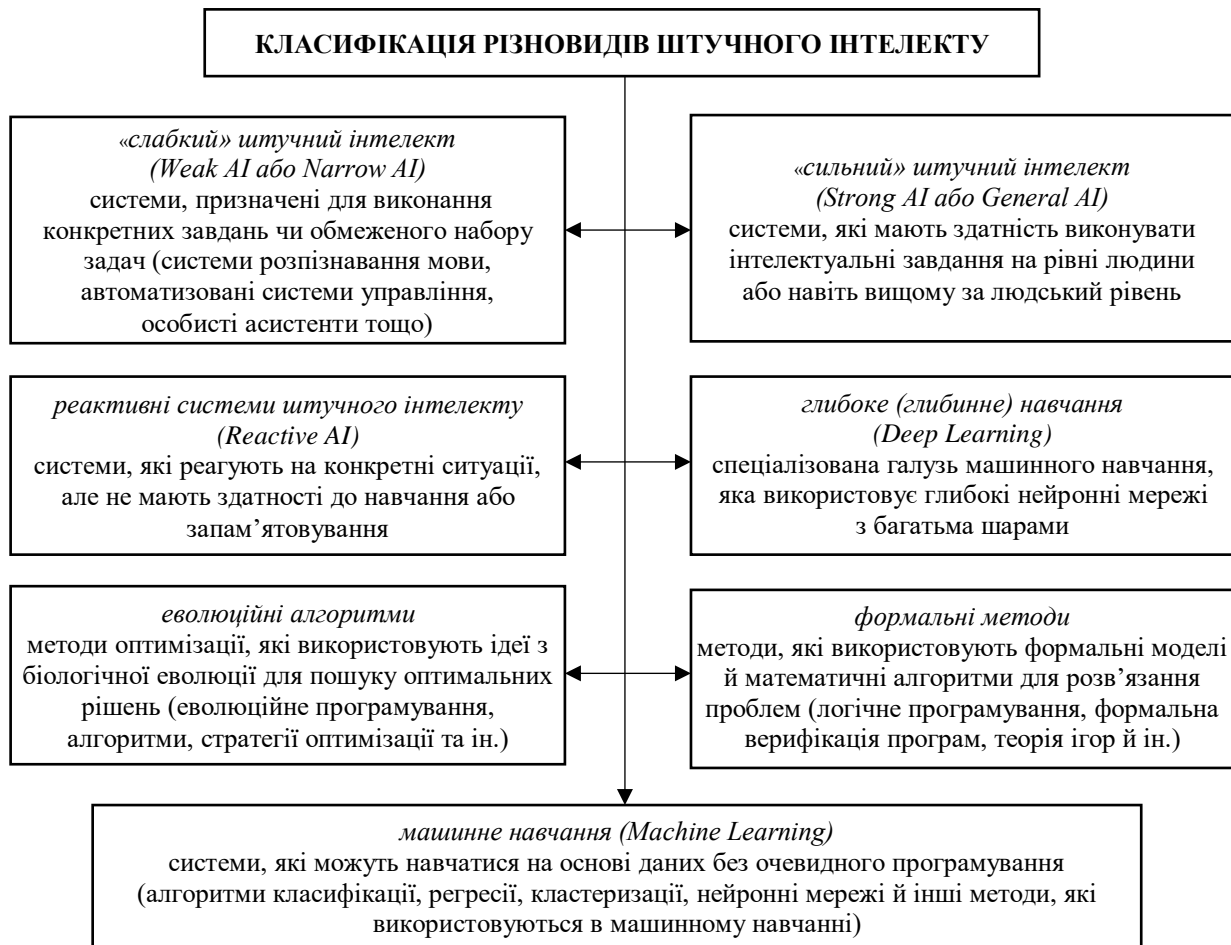 КЛАСИФІКАЦІЯ РІЗНОВИДІВ ШТУЧНОГО ІНТЕЛЕКТУ
«слабкий» штучний інтелект
(Weak AI або Narrow AI)
системи, призначені для виконання
конкретних завдань чи обмеженого набору
задач (системи розпізнавання мови,
автоматизовані системи управління,
особисті асистенти тощо)
«сильний» штучний інтелект
(Strong AI або General AI)
системи, які мають здатність виконувати
інтелектуальні завдання на рівні людини
або навіть вищому за людський рівень
реактивні системи штучного інтелекту
(Reactive AI)
системи, які реагують на конкретні ситуації,
але не мають здатності до навчання або
запам’ятовування
глибоке (глибинне) навчання
(Deep Learning)
спеціалізована галузь машинного навчання,
яка використовує глибокі нейронні мережі
з багатьма шарами
еволюційні алгоритми
методи оптимізації, які використовують ідеї з
біологічної еволюції для пошуку оптимальних
рішень (еволюційне програмування,
алгоритми, стратегії оптимізації та ін.)
формальні методи
методи, які використовують формальні моделі
й математичні алгоритми для розв’язання
проблем (логічне програмування, формальна
верифікація програм, теорія ігор й ін.)
машинне навчання (Machine Learning)
системи, які можуть навчатися на основі даних без очевидного програмування
(алгоритми класифікації, регресії, кластеризації, нейронні мережі й інші методи, які
використовуються в машинному навчанні)